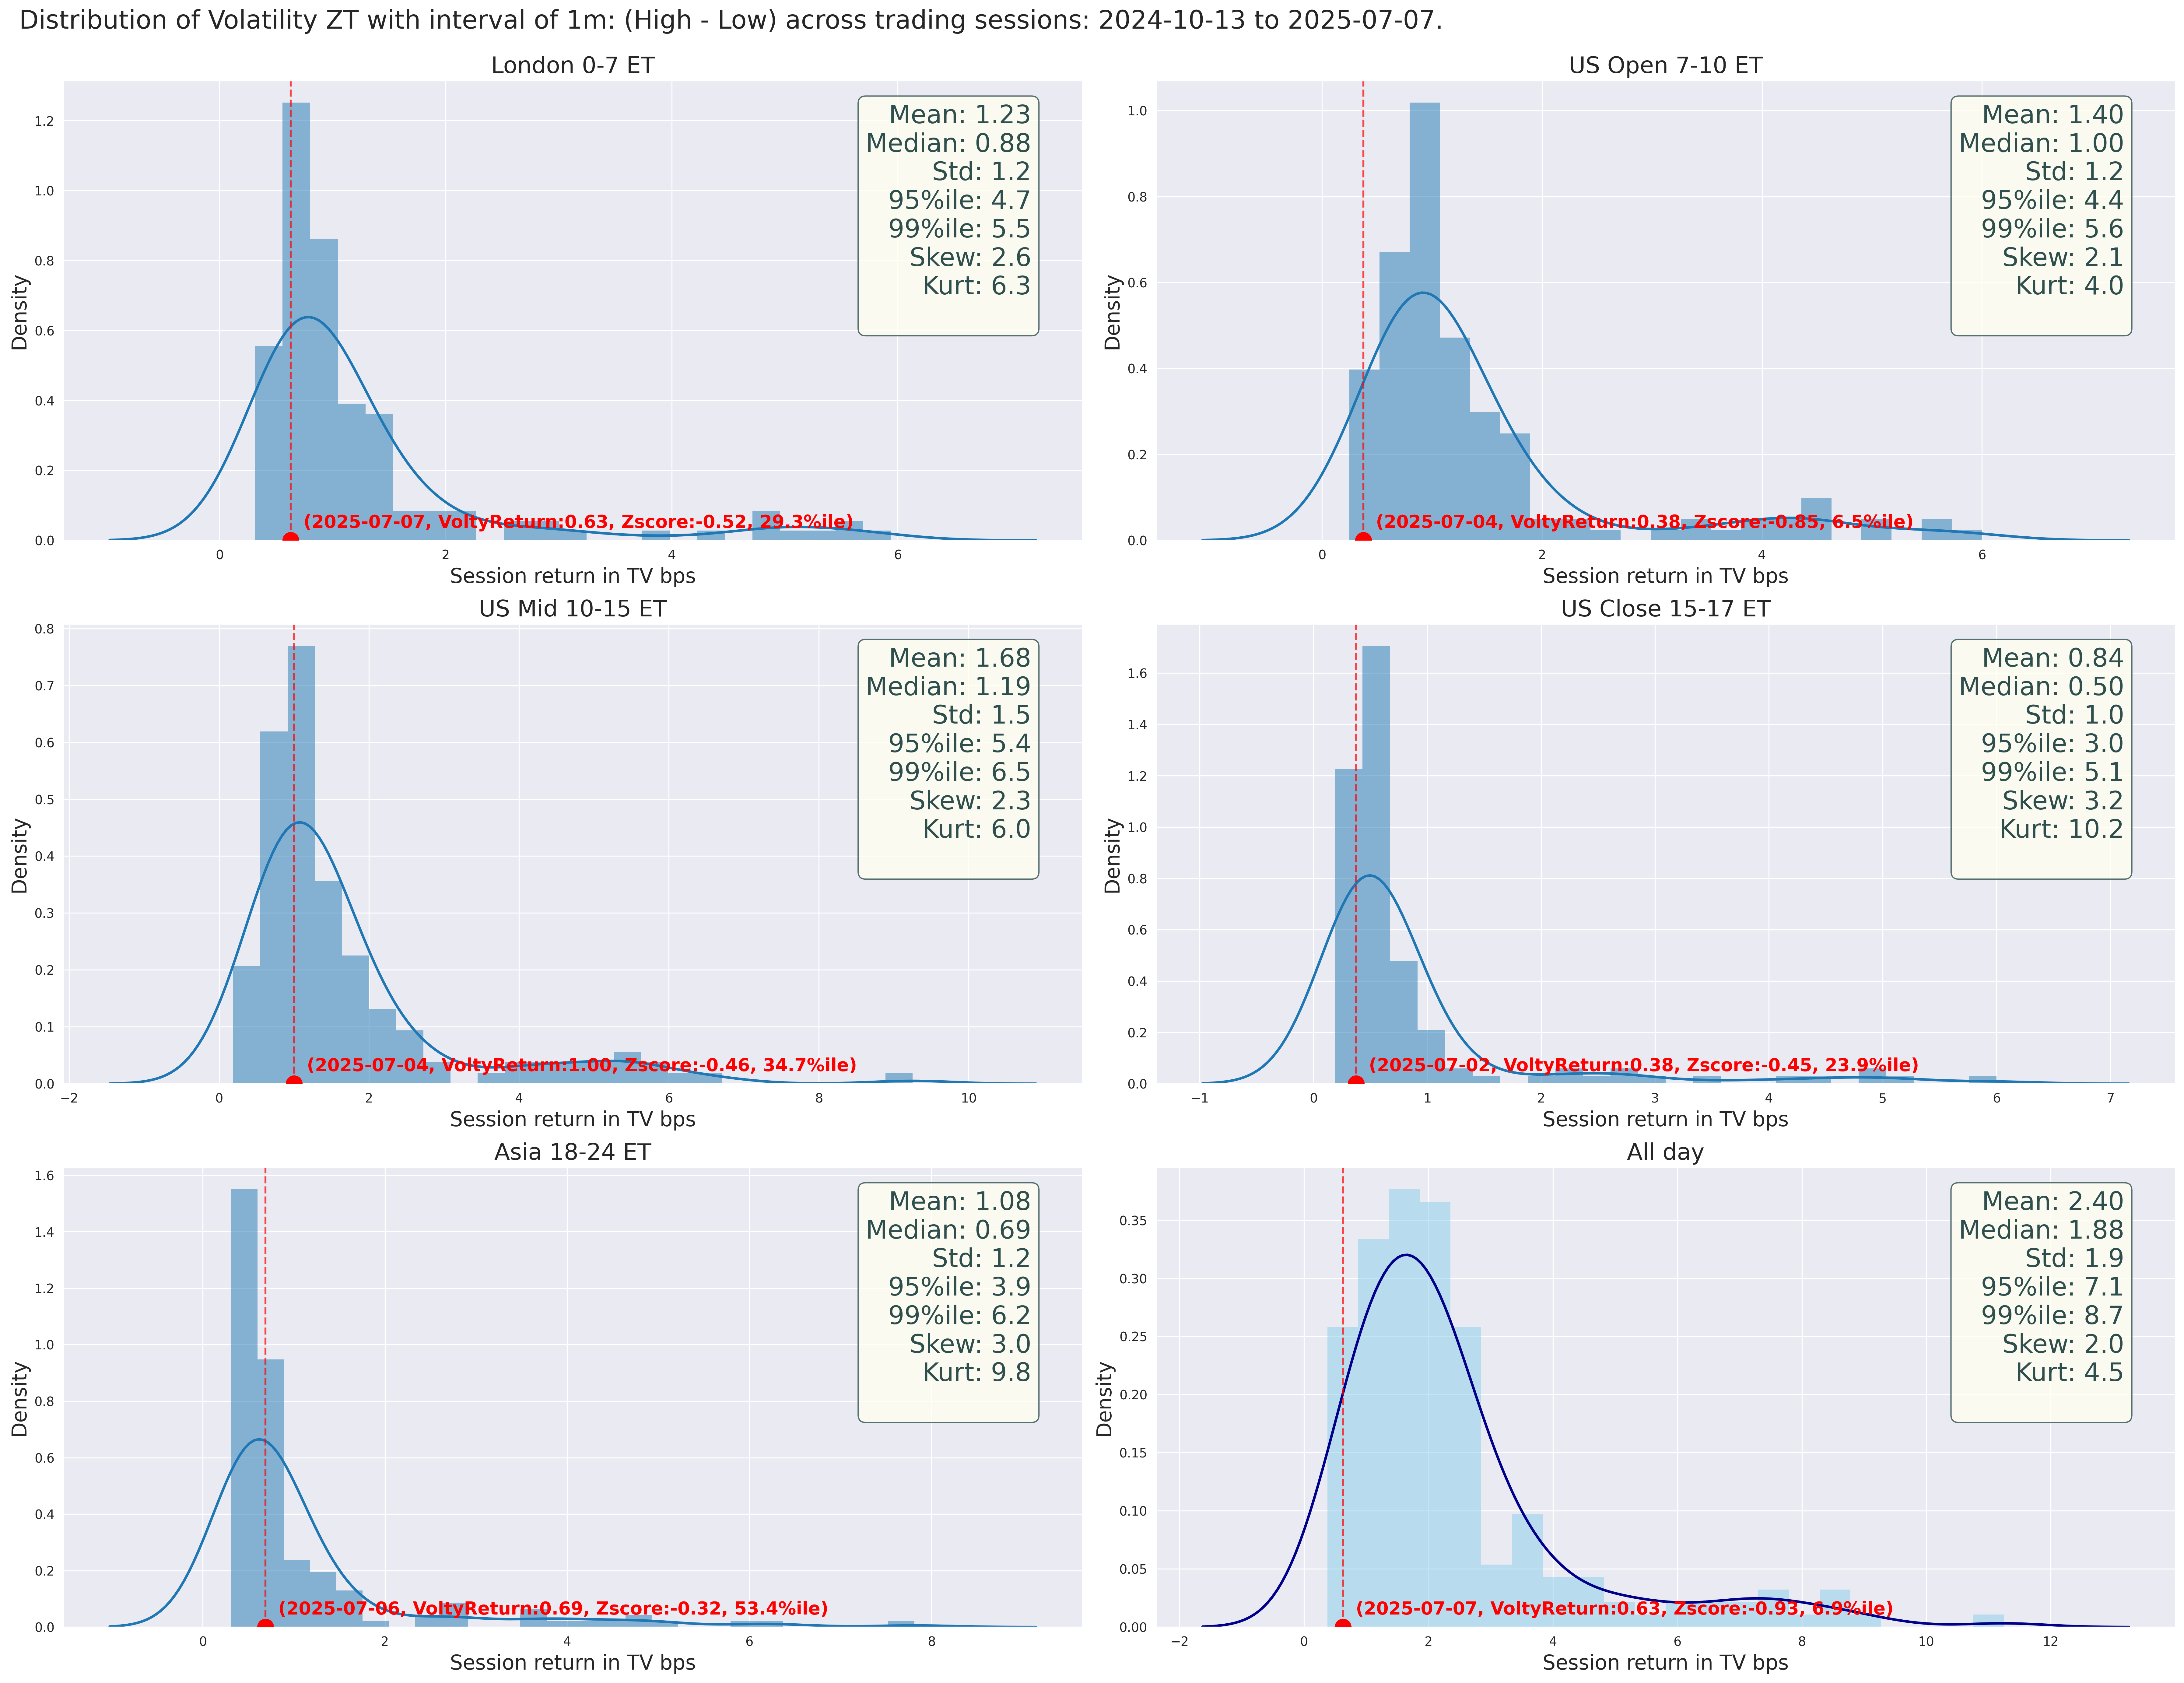 Distribution of Volatility ZT with interval of 1m: (High - Low) across trading sessions: 2024-10-13 to 2025-07-07.
London 0-7 ET
Density
1.2
1.0
0.8
0.6
0.4
0.2
0.0
Mean: 1.23
Median: 0.88
Std: 1.2
95%ile: 4.7
99%ile: 5.5
Skew: 2.6
Kurt: 6.3
(2025-07-07, VoltyReturn:0.63, Zscore:-0.52, 29.3%ile)
0 2 4 6
Session return in TV bps
US Open 7-10 ET
Density
1.0
0.8
0.6
0.4
0.2
0.0
Mean: 1.40
Median: 1.00
Std: 1.2
95%ile: 4.4
99%ile: 5.6
Skew: 2.1
Kurt: 4.0
(2025-07-04, VoltyReturn:0.38, Zscore:-0.85, 6.5%ile)
0 2 4 6
Session return in TV bps
US Mid 10-15 ET
Density
0.8
0.7
0.6
0.5
0.4
0.3
0.2
0.1
0.0
Mean: 1.68
Median: 1.19
Std: 1.5
95%ile: 5.4
99%ile: 6.5
Skew: 2.3
Kurt: 6.0
(2025-07-04, VoltyReturn:1.00, Zscore:-0.46, 34.7%ile)
−2 0 2 4 6 8 10
Session return in TV bps
US Close 15-17 ET
Density
1.6
1.4
1.2
1.0
0.8
0.6
0.4
0.2
0.0
Mean: 0.84
Median: 0.50
Std: 1.0
95%ile: 3.0
99%ile: 5.1
Skew: 3.2
Kurt: 10.2
(2025-07-02, VoltyReturn:0.38, Zscore:-0.45, 23.9%ile)
−1 0 1 2 3 4 5 6 7
Session return in TV bps
Asia 18-24 ET
Density
1.6
1.4
1.2
1.0
0.8
0.6
0.4
0.2
0.0
Mean: 1.08
Median: 0.69
Std: 1.2
95%ile: 3.9
99%ile: 6.2
Skew: 3.0
Kurt: 9.8
(2025-07-06, VoltyReturn:0.69, Zscore:-0.32, 53.4%ile)
0 2 4 6 8
Session return in TV bps
All day
Density
0.35
0.30
0.25
0.20
0.15
0.10
0.05
0.00
Mean: 2.40
Median: 1.88
Std: 1.9
95%ile: 7.1
99%ile: 8.7
Skew: 2.0
Kurt: 4.5
(2025-07-07, VoltyReturn:0.63, Zscore:-0.93, 6.9%ile)
−2 0 2 4 6 8 10 12
Session return in TV bps